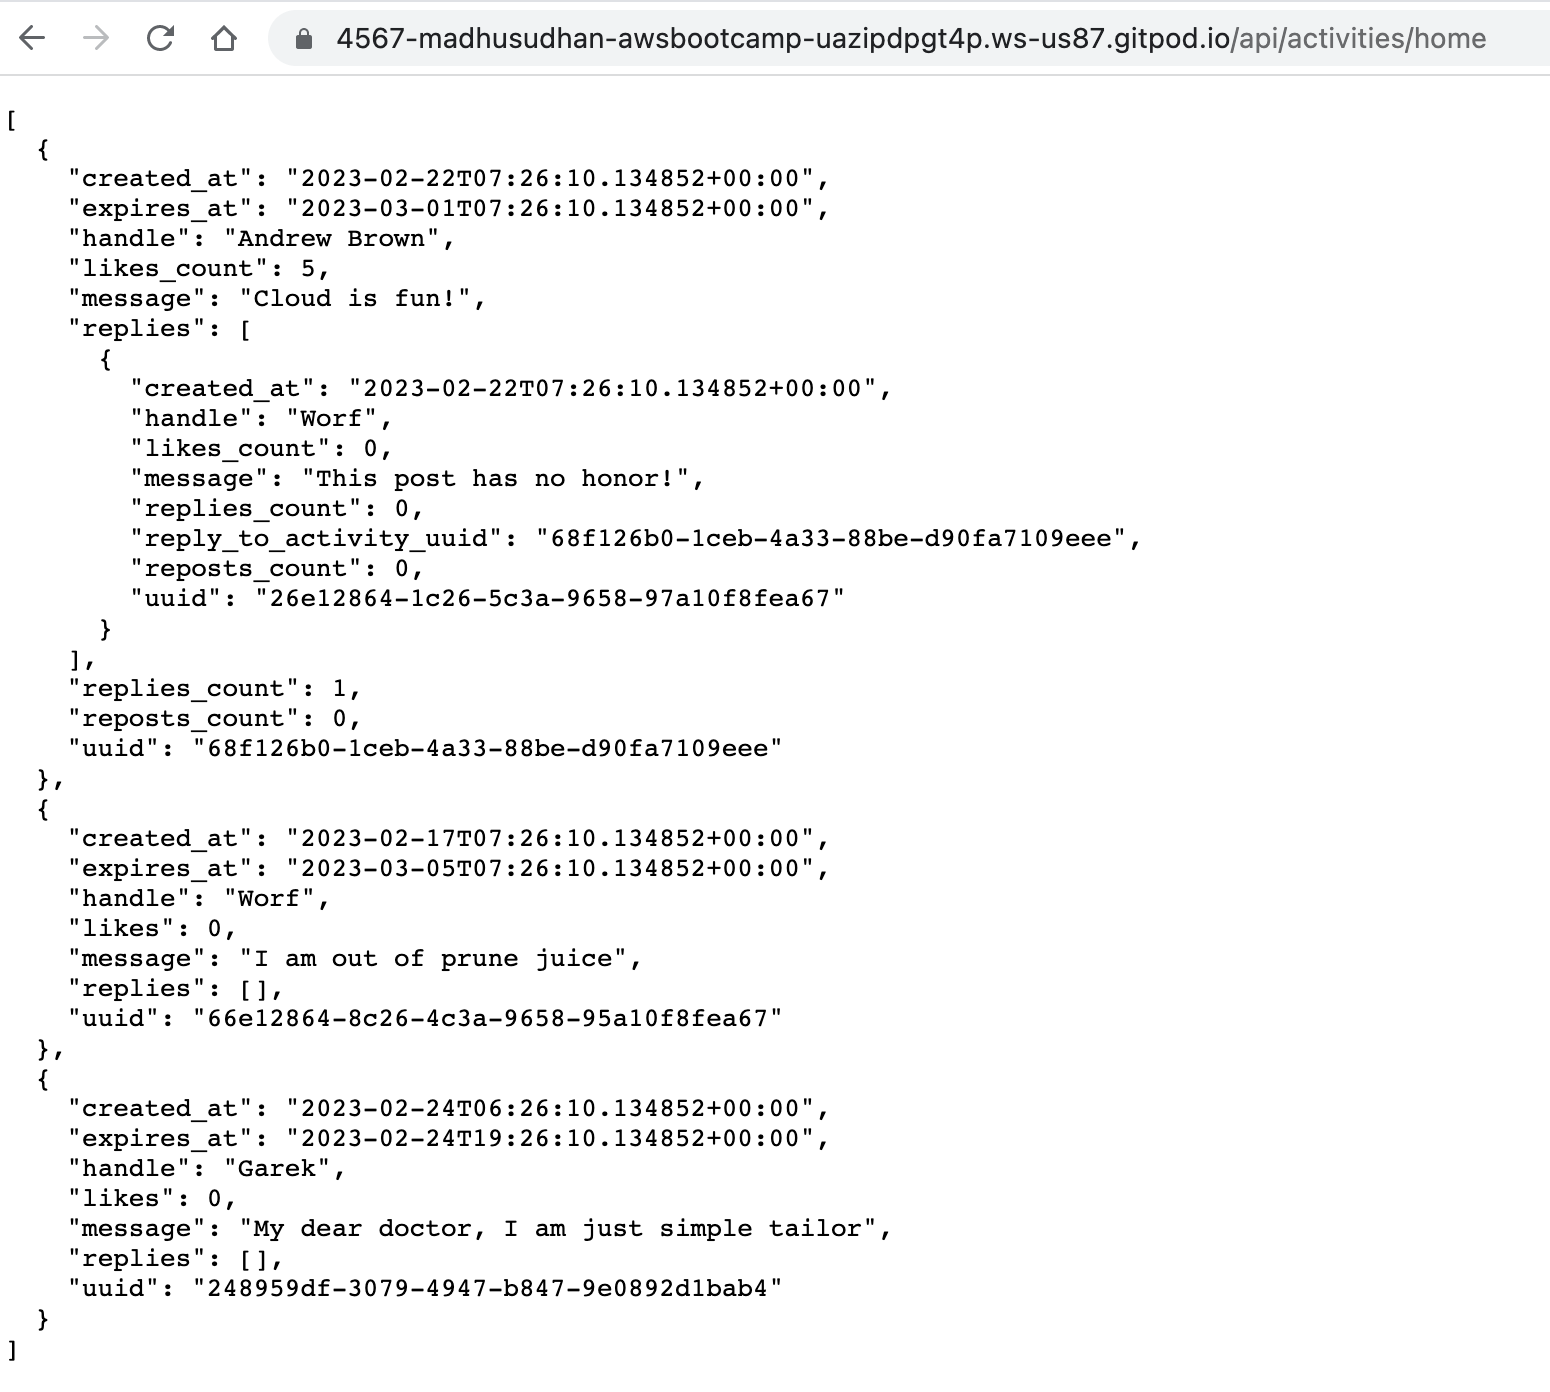 4567-madhusudhan-awsbootcamp-uazipdpgt4p.ws-us87.gitpod.io/api/activities/home
[
  {
    "created_at": "2023-02-22T07:26:10.134852+00:00",
    "expires_at": "2023-03-01T07:26:10.134852+00:00",
    "handle": "Andrew Brown",
    "likes_count": 5,
    "message": "Cloud is fun!",
    "replies": [
      {
        "created_at": "2023-02-22T07:26:10.134852+00:00",
        "handle": "Worf",
        "likes_count": 0,
        "message": "This post has no honor!",
        "replies_count": 0,
        "reply_to_activity_uuid": "68f126b0-1ceb-4a33-88be-d90fa7109eee",
        "reposts_count": 0,
        "uuid": "26e12864-1c26-5c3a-9658-97a10f8fea67"
      }
    ],
    "replies_count": 1,
    "reposts_count": 0,
    "uuid": "68f126b0-1ceb-4a33-88be-d90fa7109eee"
  },
  {
    "created_at": "2023-02-17T07:26:10.134852+00:00",
    "expires_at": "2023-03-05T07:26:10.134852+00:00",
    "handle": "Worf",
    "likes": 0,
    "message": "I am out of prune juice",
    "replies": [],
    "uuid": "66e12864-8c26-4c3a-9658-95a10f8fea67"
  },
  {
    "created_at": "2023-02-24T06:26:10.134852+00:00",
    "expires_at": "2023-02-24T19:26:10.134852+00:00",
    "handle": "Garek",
    "likes": 0,
    "message": "My dear doctor, I am just simple tailor",
    "replies": [],
    "uuid": "248959df-3079-4947-b847-9e0892d1bab4"
  }
]